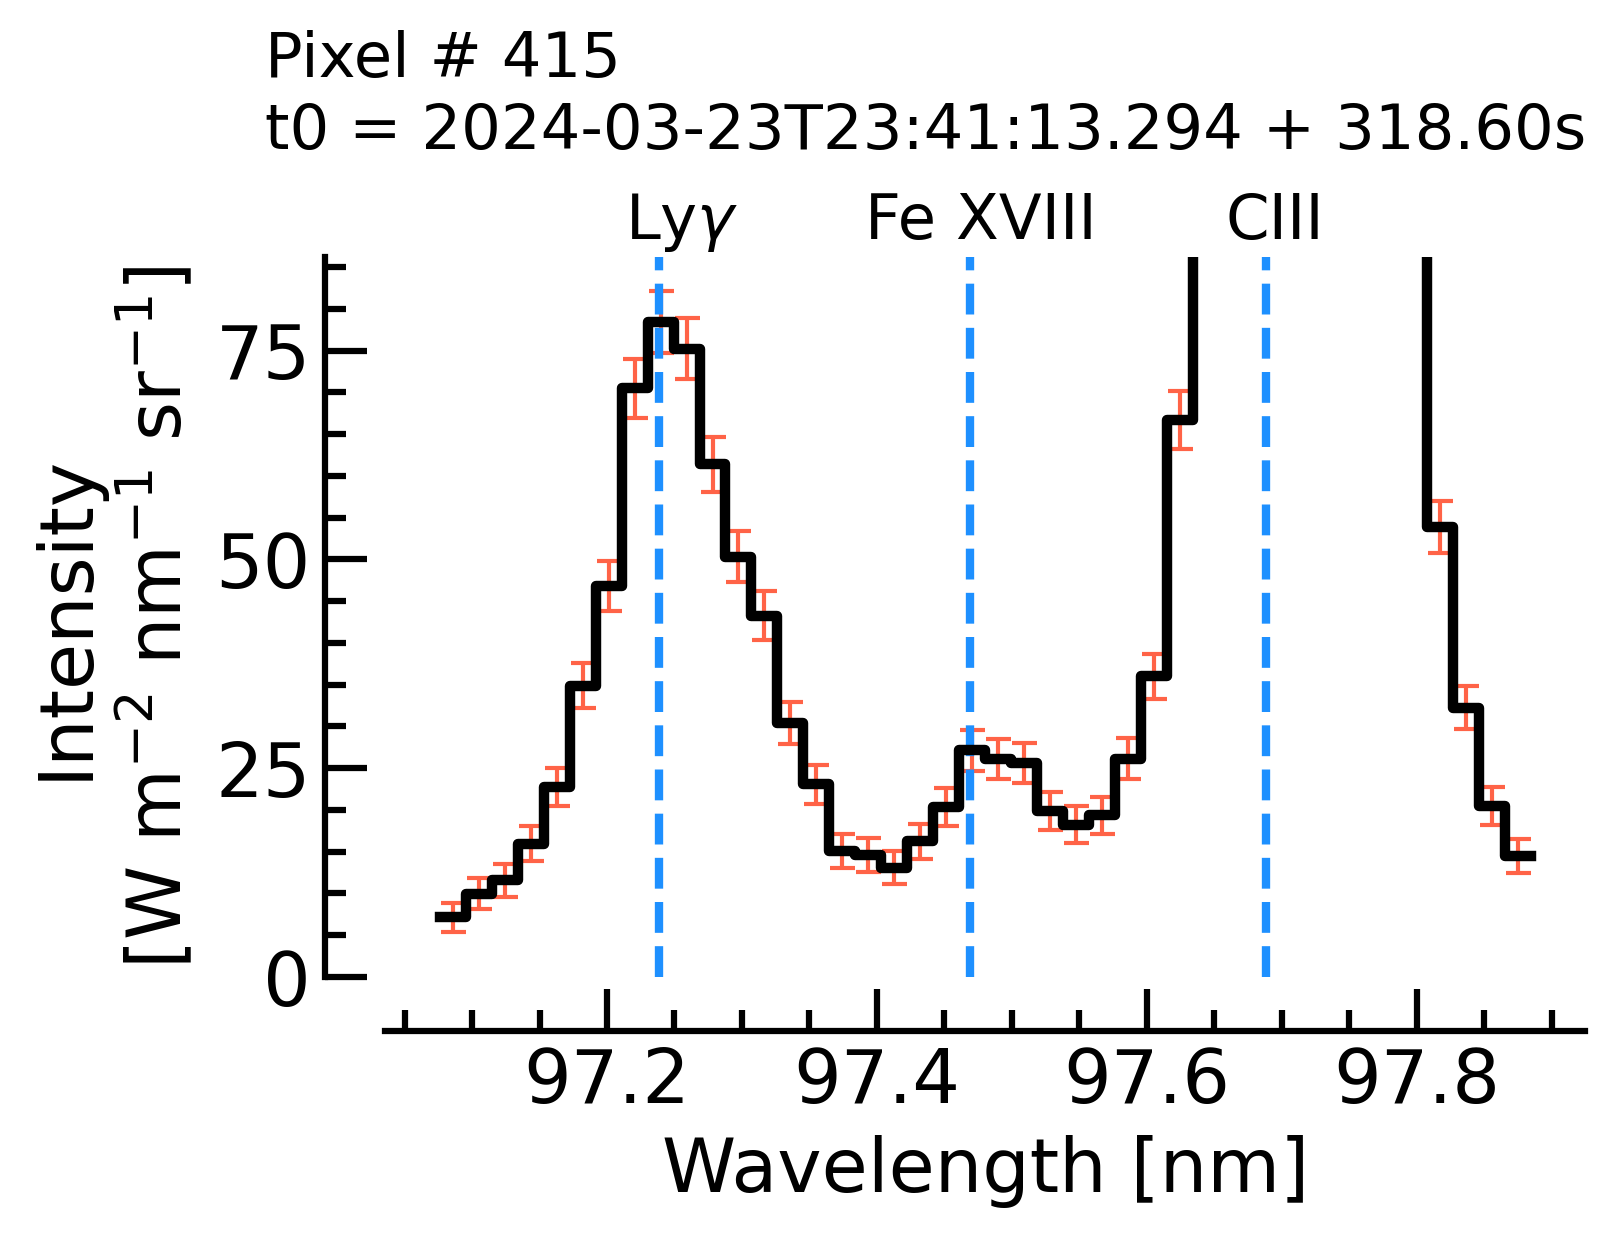 Pixel # 415
t0 = 2024-03-23T23:41:13.294 + 318.60s
Lyγ Fe XVIII CIII
Intensity
[W m⁻² nm⁻¹ sr⁻¹]
75
50
25
0
97.2 97.4 97.6 97.8
Wavelength [nm]